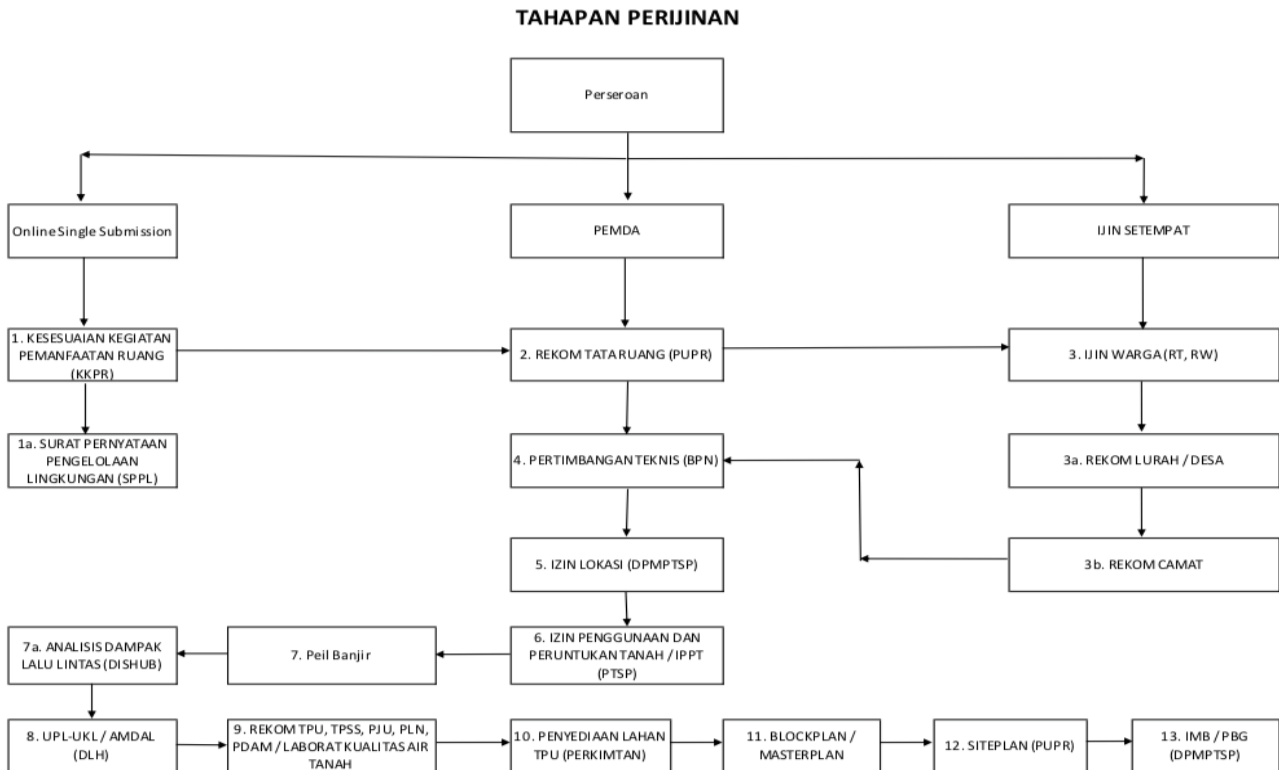 TAHAPAN PERIJINAN
Perseroan
Online Single Submission
PEMDA
IJIN SETEMPAT
1. KESESUAIAN KEGIATAN
PEMANFAATAN RUANG
(KKPR)
2. REKOM TATA RUANG (PUPR)
3. IJIN WARGA (RT, RW)
1a. SURAT PERNYATAAN
PENGELOLAAN
LINGKUNGAN (SPPL)
4. PERTIMBANGAN TEKNIS (BPN)
3a. REKOM LURAH / DESA
5. IZIN LOKASI (DPMPTSP)
3b. REKOM CAMAT
7a. ANALISIS DAMPAK
LALU LINTAS (DISHUB)
7. Peil Banjir
6. IZIN PENGGUNAAN DAN
PERUNTUKAN TANAH / IPPT
(PTSP)
8. UPL-UKL / AMDAL
(DLH)
9. REKOM TPU, TPSS, PJU, PLN,
PDAM / LABORAT KUALITAS AIR
TANAH
10. PENYEDIAAN LAHAN
TPU (PERKIMTAN)
11. BLOCKPLAN /
MASTERPLAN
12. SITEPLAN (PUPR)
13. IMB / PBG
(DPMPTSP)